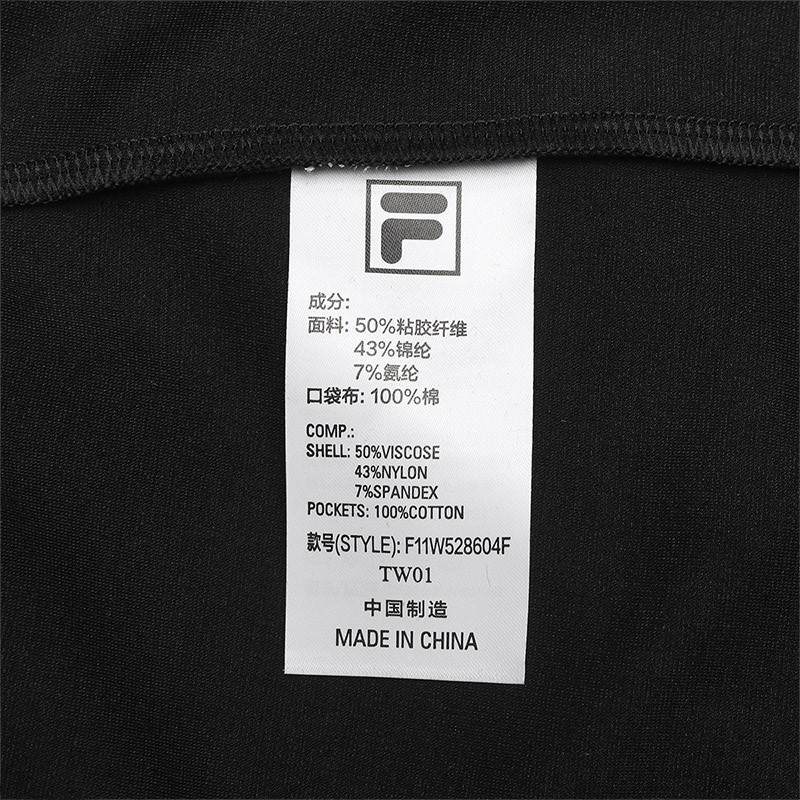 F
成分:
面料: 50%粘胶纤维
43%锦纶
7%氨纶
口袋布: 100%棉
COMP.:
SHELL: 50%VISCOSE
43%NYLON
7%SPANDEX
POCKETS: 100%COTTON
款号(STYLE): F11W528604F
TW01
中国制造
MADE IN CHINA